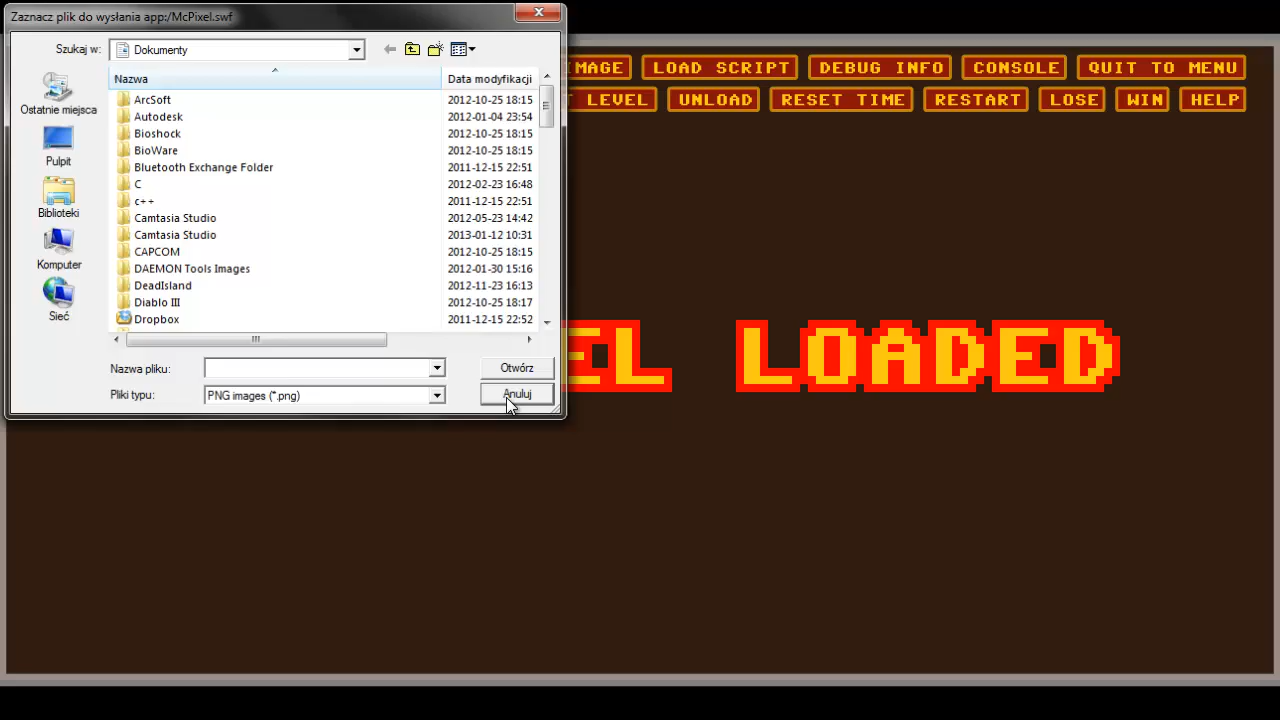 Zaznacz plik do wysłania app:/McPixel.swf
Szukaj w: Dokumenty
Nazwa Data modyfikacji
Ostatnie miejsca
Pulpit
Biblioteki
Komputer
Sieć
ArcSoft 2012-10-25 18:15
Autodesk 2012-01-04 23:54
Bioshock 2012-10-25 18:15
BioWare 2012-10-25 18:15
Bluetooth Exchange Folder 2011-12-15 22:51
C 2012-02-23 16:48
c++ 2011-12-15 22:51
Camtasia Studio 2012-05-23 14:42
Camtasia Studio 2013-01-12 10:31
CAPCOM 2012-10-25 18:15
DAEMON Tools Images 2012-01-30 15:16
DeadIsland 2012-11-23 16:13
Diablo III 2012-10-25 18:17
Dropbox 2011-12-15 22:52
Nazwa pliku: Otwórz
Pliki typu: PNG images (*.png) Anuluj
MAGE LOAD SCRIPT DEBUG INFO CONSOLE QUIT TO MENU
T LEVEL UNLOAD RESET TIME RESTART LOSE WIN HELP
EL LOADED